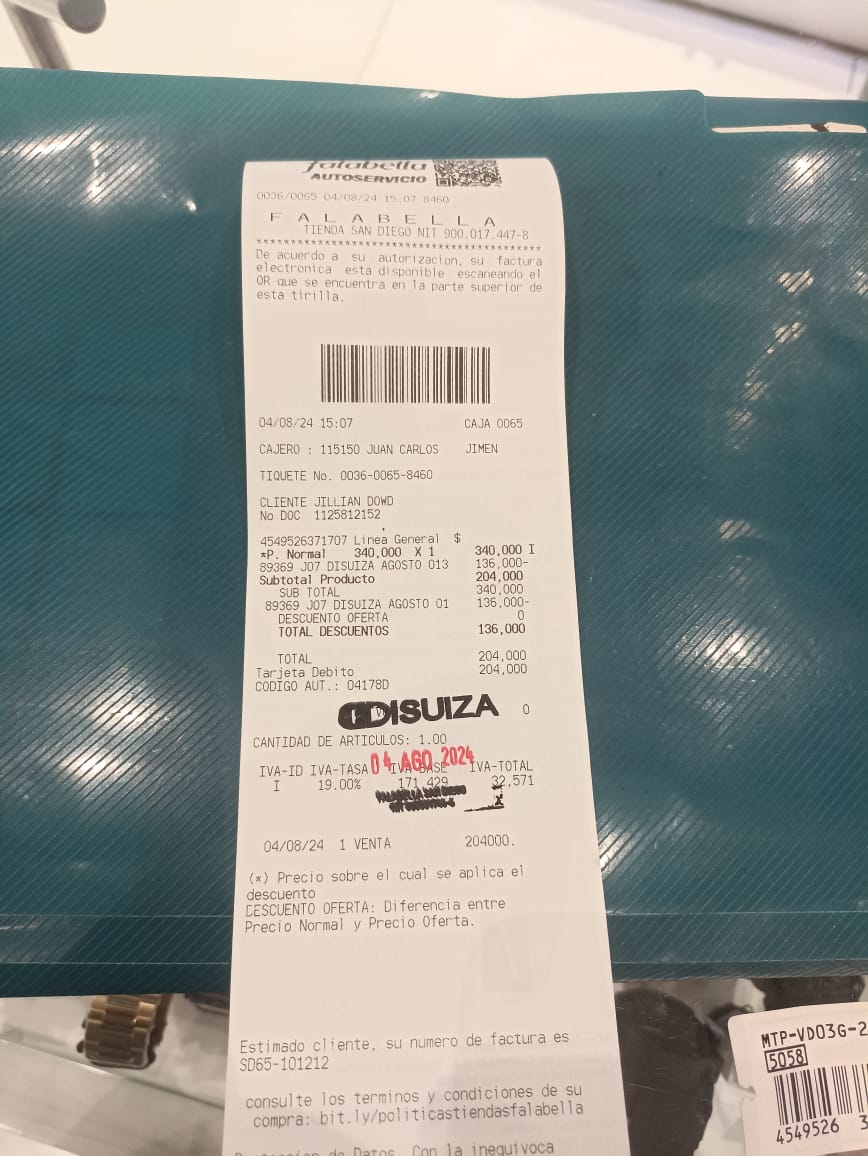 falabella
AUTOSERVICIO
0036/0065 04/08/24 15:07 8460
F A L A B E L L A
TIENDA SAN DIEGO NIT 900.017.447-8
******************************************
De acuerdo a su autorizacion, su factura
electronica esta disponible escaneando el
QR que se encuentra en la parte superior de
esta tirilla.
04/08/24 15:07 CAJA 0065
CAJERO : 115150 JUAN CARLOS JIMEN
TIQUETE No. 0036-0065-8460
CLIENTE JILLIAN DOWD
No DOC 1125812152
4549526371707 Linea General $
*P. Normal 340,000 X 1 340,000 I
89369 J07 DISUIZA AGOSTO 013 136,000-
Subtotal Producto 204,000
SUB TOTAL 340,000
89369 J07 DISUIZA AGOSTO 01 136,000-
DESCUENTO OFERTA 0
TOTAL DESCUENTOS 136,000
TOTAL 204,000
Tarjeta Debito 204,000
CODIGO AUT.: 04178D
DISUIZA 0
CANTIDAD DE ARTICULOS: 1.00
04 AGO 2024
IVA-ID IVA-TASA IVA-BASE IVA-TOTAL
I 19.00% 171,429 32,571
FALABELLA SAN DIEGO
04/08/24 1 VENTA 204000.
(*) Precio sobre el cual se aplica el
descuento
DESCUENTO OFERTA: Diferencia entre
Precio Normal y Precio Oferta.
Estimado cliente, su numero de factura es
SD65-101212
consulte los terminos y condiciones de su
compra: bit.ly/politicastiendasfalabella
de Datos. Con la inequivoca
MTP-VD03G-2
5058
4549526 3